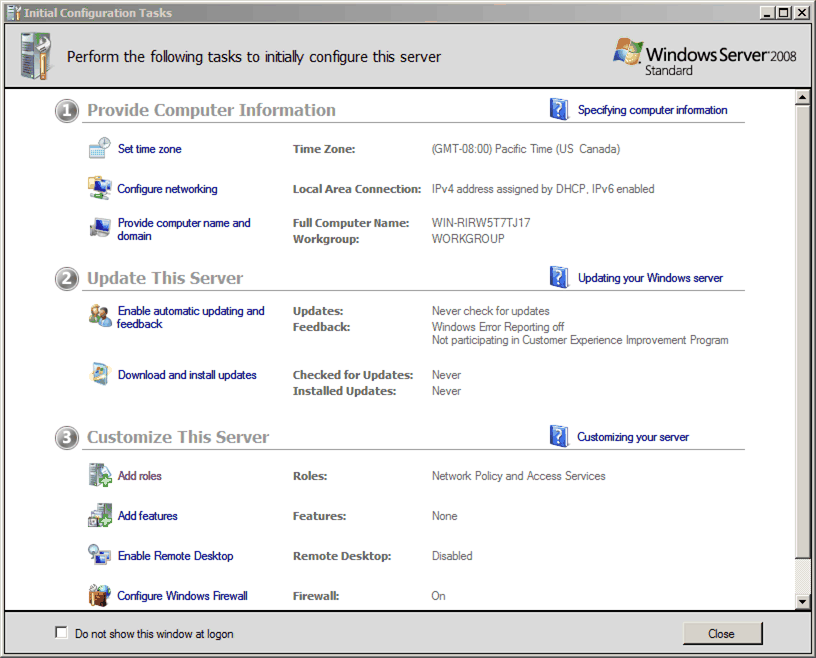 Initial Configuration Tasks
Perform the following tasks to initially configure this server
Windows Server 2008
Standard
1 Provide Computer Information
Specifying computer information
Set time zone Time Zone: (GMT-08:00) Pacific Time (US Canada)
Configure networking Local Area Connection: IPv4 address assigned by DHCP, IPv6 enabled
Provide computer name and Full Computer Name: WIN-RIRW5T7TJ17
domain Workgroup: WORKGROUP
2 Update This Server
Updating your Windows server
Enable automatic updating and Updates: Never check for updates
feedback Feedback: Windows Error Reporting off
Not participating in Customer Experience Improvement Program
Download and install updates Checked for Updates: Never
Installed Updates: Never
3 Customize This Server
Customizing your server
Add roles Roles: Network Policy and Access Services
Add features Features: None
Enable Remote Desktop Remote Desktop: Disabled
Configure Windows Firewall Firewall: On
Do not show this window at logon
Close